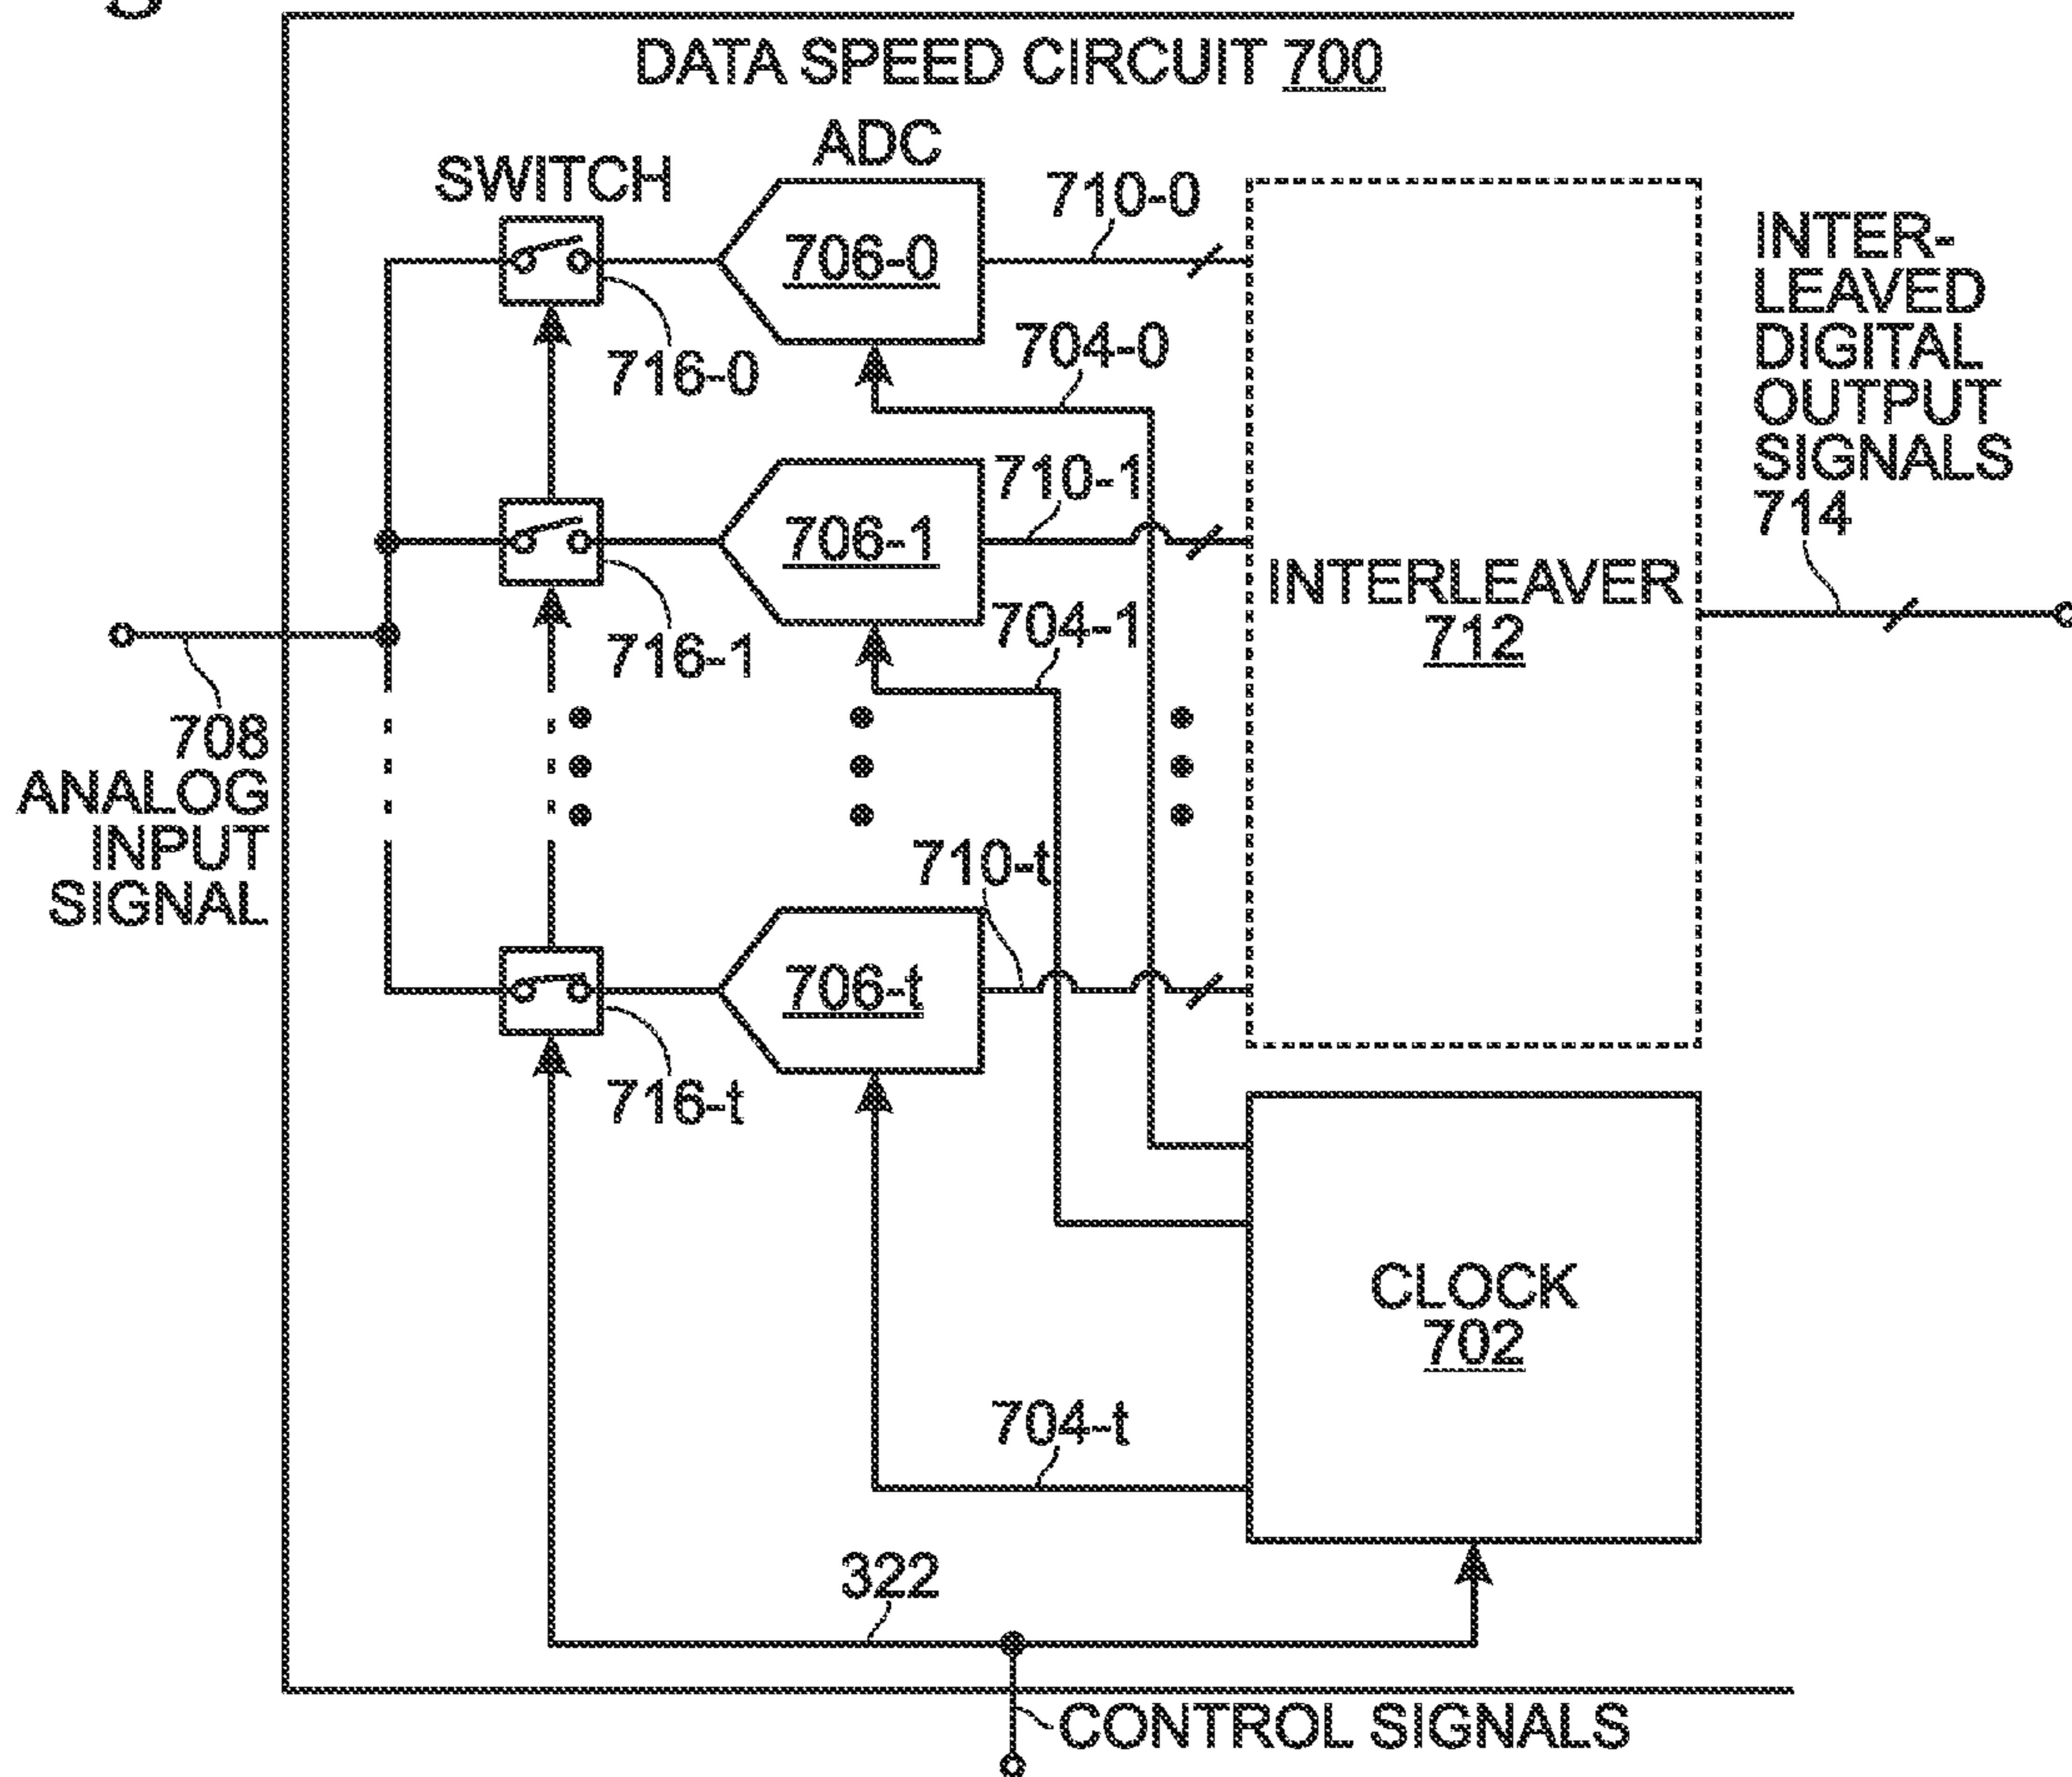 DATA SPEED CIRCUIT 700
ADC
SWITCH
706-0
710-0
716-0
704-0
INTER-
LEAVED
DIGITAL
OUTPUT
SIGNALS
714
706-1
710-1
716-1
704-1
INTERLEAVER
712
708
ANALOG
INPUT
SIGNAL
710-t
706-t
716-t
CLOCK
702
704-t
322
CONTROL SIGNALS